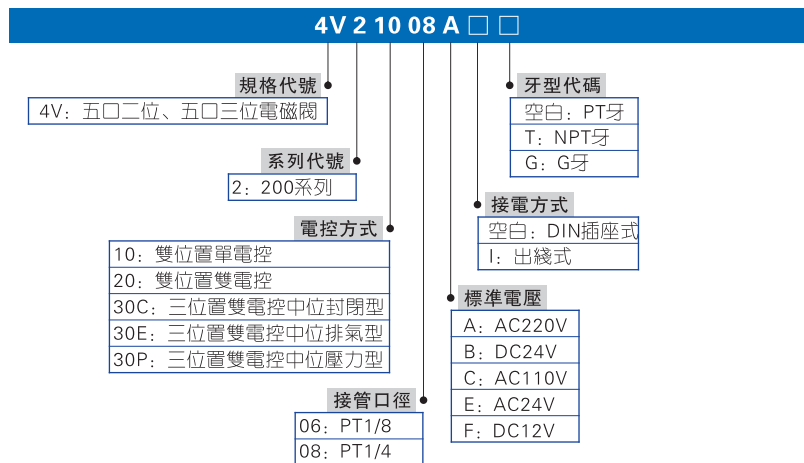 4V 2 10 08 A □ □
規格代號
4V：五口二位、五口三位電磁閥
系列代號
2：200系列
電控方式
10：雙位置單電控
20：雙位置雙電控
30C：三位置雙電控中位封閉型
30E：三位置雙電控中位排氣型
30P：三位置雙電控中位壓力型
接管口徑
06：PT1/8
08：PT1/4
牙型代碼
空白：PT牙
T：NPT牙
G：G牙
接電方式
空白：DIN插座式
I：出綫式
標準電壓
A：AC220V
B：DC24V
C：AC110V
E：AC24V
F：DC12V